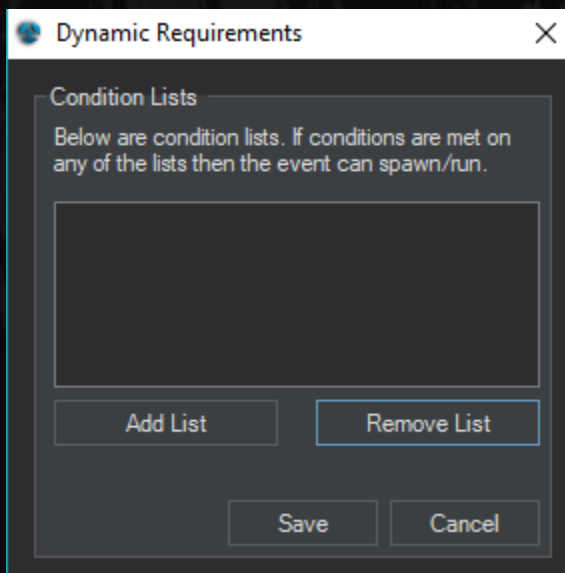 Dynamic Requirements
Condition Lists
Below are condition lists. If conditions are met on
any of the lists then the event can spawn/run.
Add List
Remove List
Save
Cancel